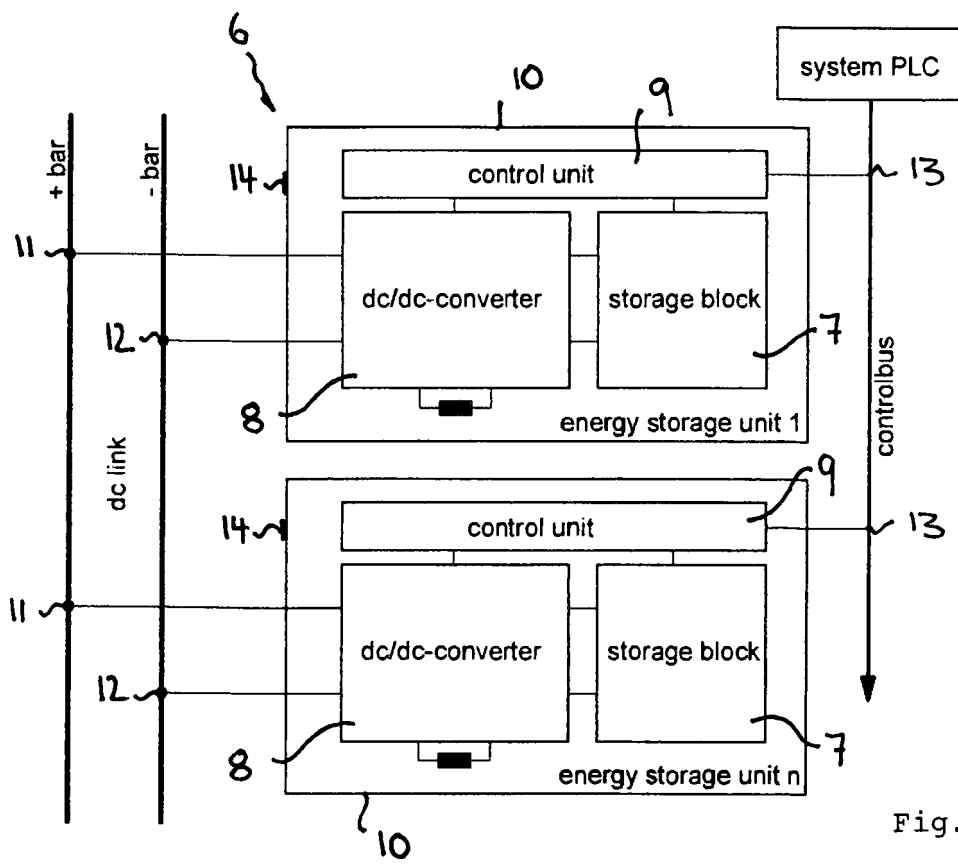 6
10
9
system PLC
+ bar
- bar
14
control unit
13
11
dc/dc-converter
storage block
12
7
8
energy storage unit 1
controlbus
dc link
9
14
control unit
13
11
dc/dc-converter
storage block
12
8
7
energy storage unit n
10
Fig.